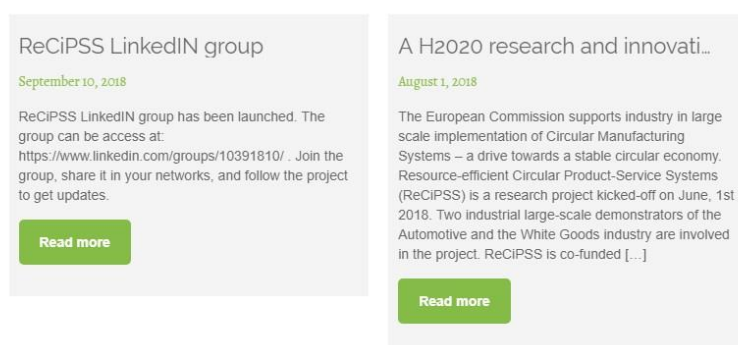 ReCiPSS LinkedIN group
September 10, 2018
ReCiPSS LinkedIN group has been launched. The
group can be access at:
https://www.linkedin.com/groups/10391810/ . Join the
group, share it in your networks, and follow the project
to get updates.
Read more
A H2020 research and innovati…
August 1, 2018
The European Commission supports industry in large
scale implementation of Circular Manufacturing
Systems – a drive towards a stable circular economy.
Resource-efficient Circular Product-Service Systems
(ReCiPSS) is a research project kicked-off on June, 1st
2018. Two industrial large-scale demonstrators of the
Automotive and the White Goods industry are involved
in the project. ReCiPSS is co-funded […]
Read more